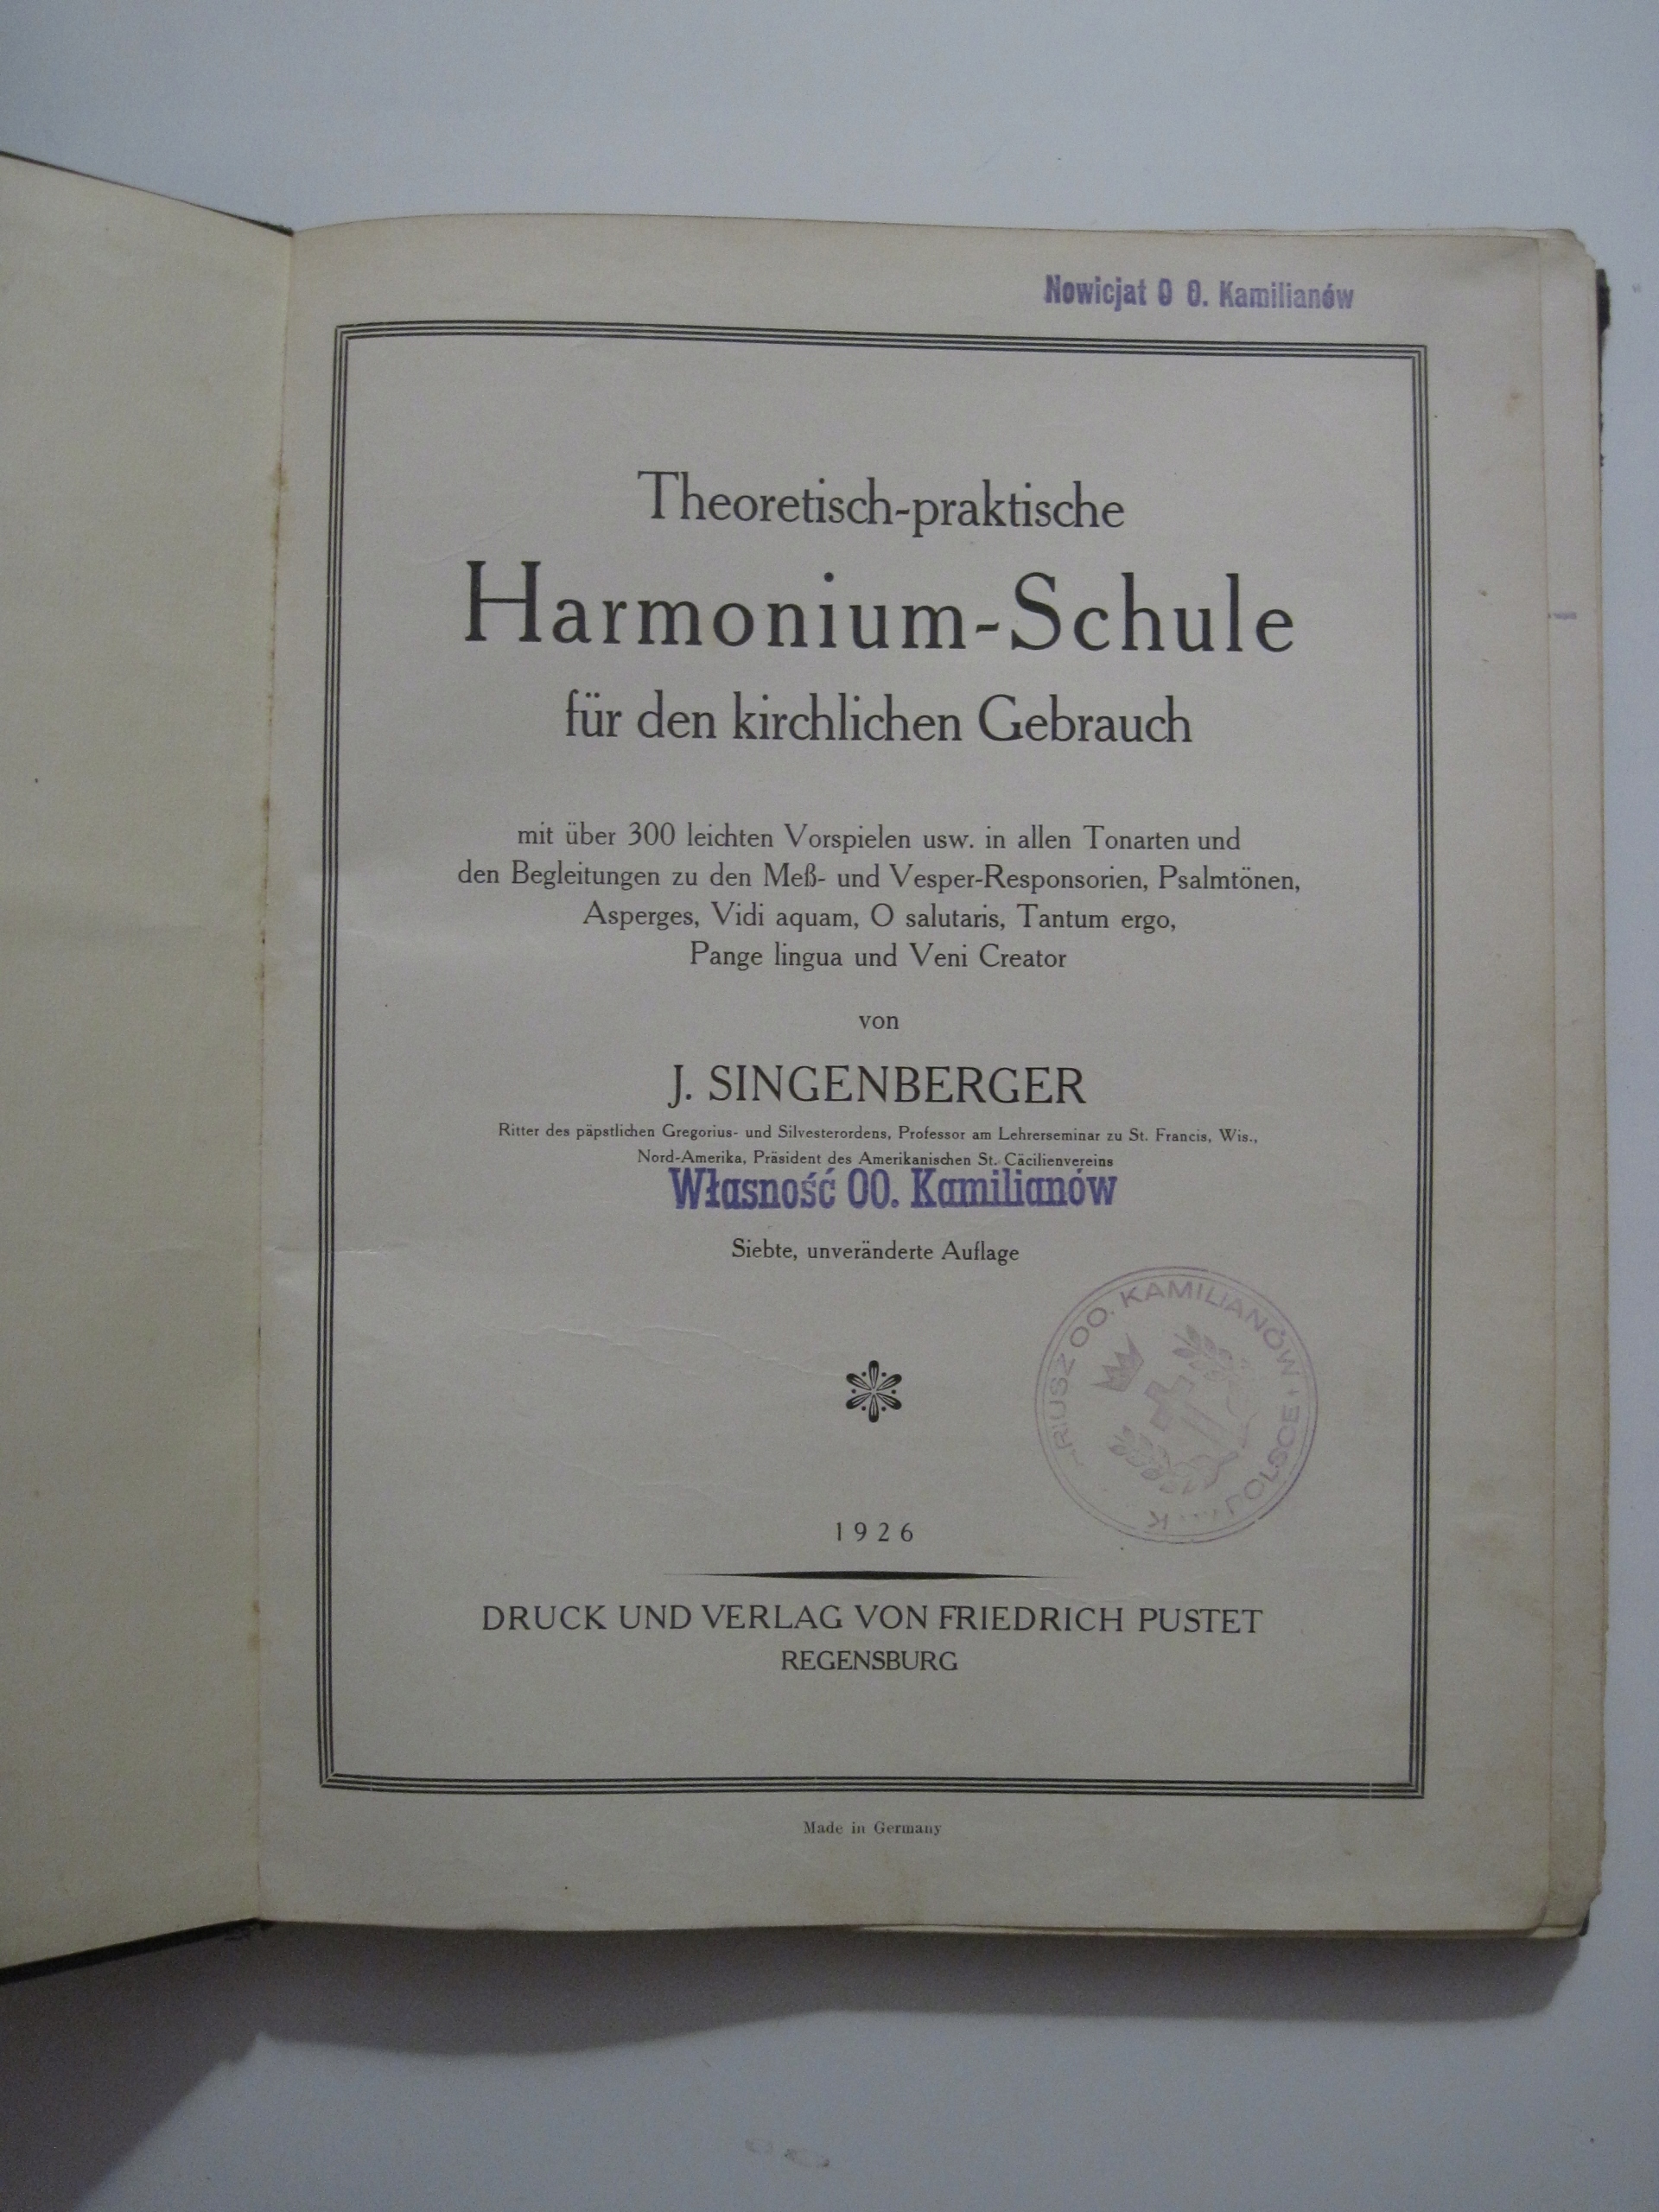 Nowicjat O O. Kamilianów
Theoretisch-praktische
Harmonium-Schule
für den kirchlichen Gebrauch
mit über 300 leichten Vorspielen usw. in allen Tonarten und
den Begleitungen zu den Meß- und Vesper-Responsorien, Psalmtönen,
Asperges, Vidi aquam, O salutaris, Tantum ergo,
Pange lingua und Veni Creator
von
J. SINGENBERGER
Ritter des päpstlichen Gregorius- und Silvesterordens, Professor am Lehrerseminar zu St. Francis, Wis.,
Nord-Amerika, Präsident des Amerikanischen St. Cäcilienvereins
Własność OO. Kamilianów
Siebte, unveränderte Auflage
OO. KAMILIANÓW
1926
DRUCK UND VERLAG VON FRIEDRICH PUSTET
REGENSBURG
Made in Germany